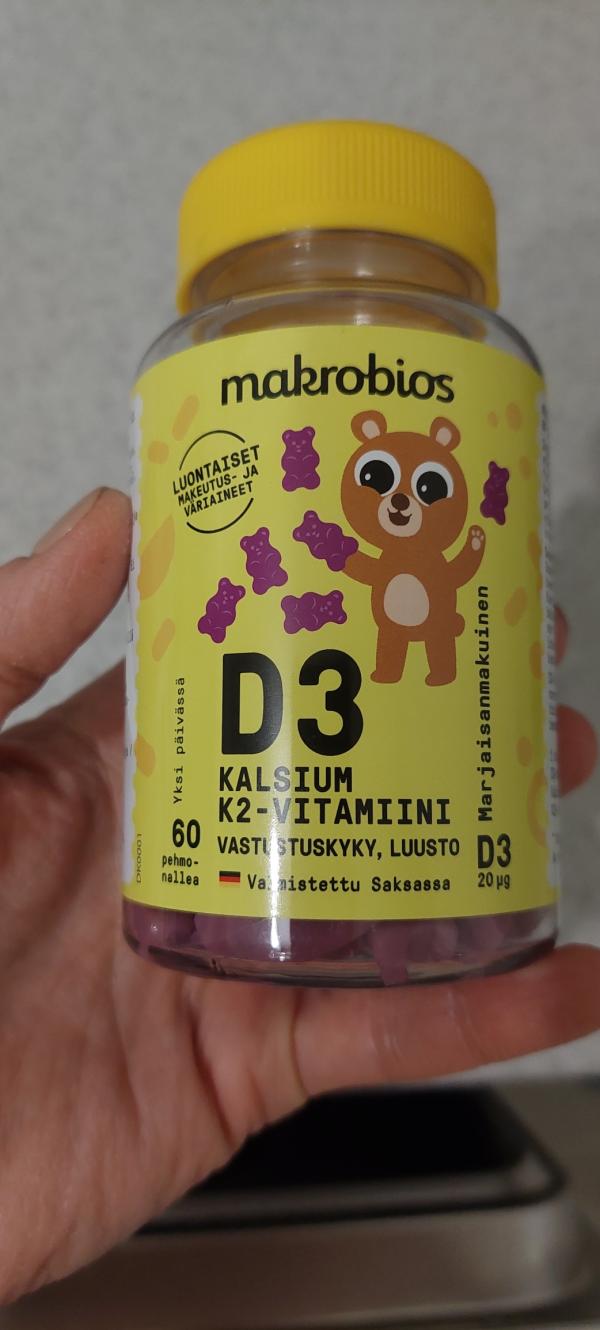 makrobios
LUONTAISET
MAKEUTUS- JA
VÄRIAINEET
D3
KALSIUM
K2-VITAMIINI
VASTUSTUSKYKY, LUUSTO
Valmistettu Saksassa
Yksi päivässä
60
pehmo-
nallea
Marjaisanmakuinen
D3
20 µg
DK0001